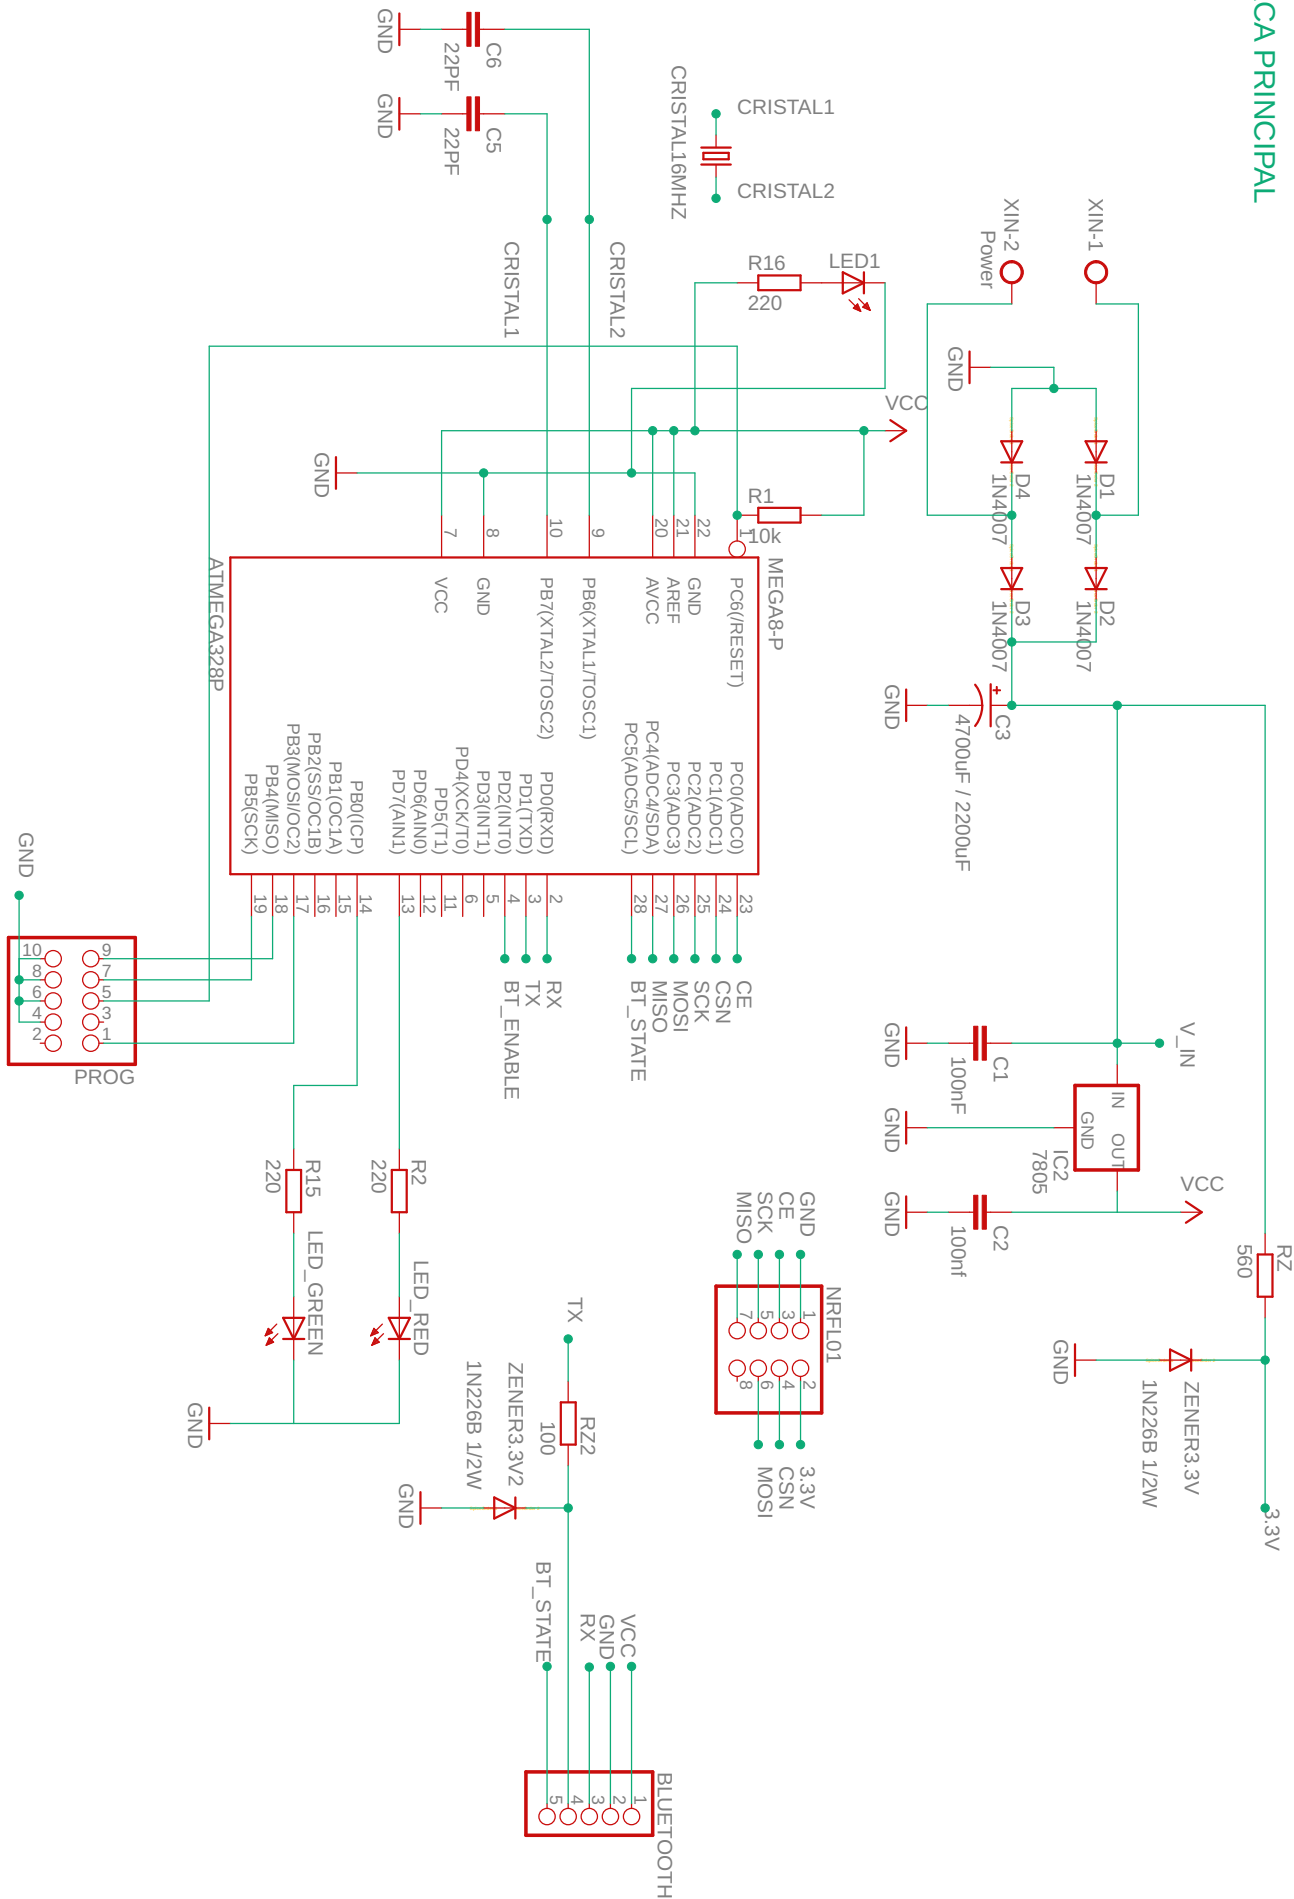 CA PRINCIPAL
XIN-1
XIN-2
Power
GND
D1
1N4007
D4
1N4007
D2
1N4007
D3
1N4007
C3
4700uF / 2200uF
GND
V_IN
C1
100nF
GND
IN
GND
OUT
IC2
7805
GND
VCC
C2
100nf
GND
RZ
560
ZENER3.3V
1N226B 1/2W
GND
3.3V
GND
C6
22PF
GND
C5
22PF
CRISTAL1
CRISTAL2
CRISTAL16MHZ
CRISTAL2
CRISTAL1
R16
220
LED1
VCC
R1
10k
GND
MEGA8-P
ATMEGA328P
1
22
21
20
9
10
8
7
PC6(/RESET)
GND
AREF
AVCC
PB6(XTAL1/TOSC1)
PB7(XTAL2/TOSC2)
GND
VCC
PC0(ADC0)
PC1(ADC1)
PC2(ADC2)
PC3(ADC3)
PC4(ADC4/SDA)
PC5(ADC5/SCL)
PD0(RXD)
PD1(TXD)
PD2(INT0)
PD3(INT1)
PD4(XCK/T0)
PD5(T1)
PD6(AIN0)
PD7(AIN1)
PB0(ICP)
PB1(OC1A)
PB2(SS/OC1B)
PB3(MOSI/OC2)
PB4(MISO)
PB5(SCK)
23
24
25
26
27
28
2
3
4
5
6
11
12
13
14
15
16
17
18
19
CE
CSN
SCK
MOSI
MISO
BT_STATE
RX
TX
BT_ENABLE
GND
10
8
6
4
2
9
7
5
3
1
PROG
R15
220
LED_GREEN
R2
220
LED_RED
GND
GND
CE
SCK
MISO
NRFL01
1
3
5
7
2
4
6
8
3.3V
CSN
MOSI
TX
RZ2
100
ZENER3.3V2
1N226B 1/2W
GND
VCC
GND
RX
BT_STATE
1
2
3
4
5
BLUETOOTH